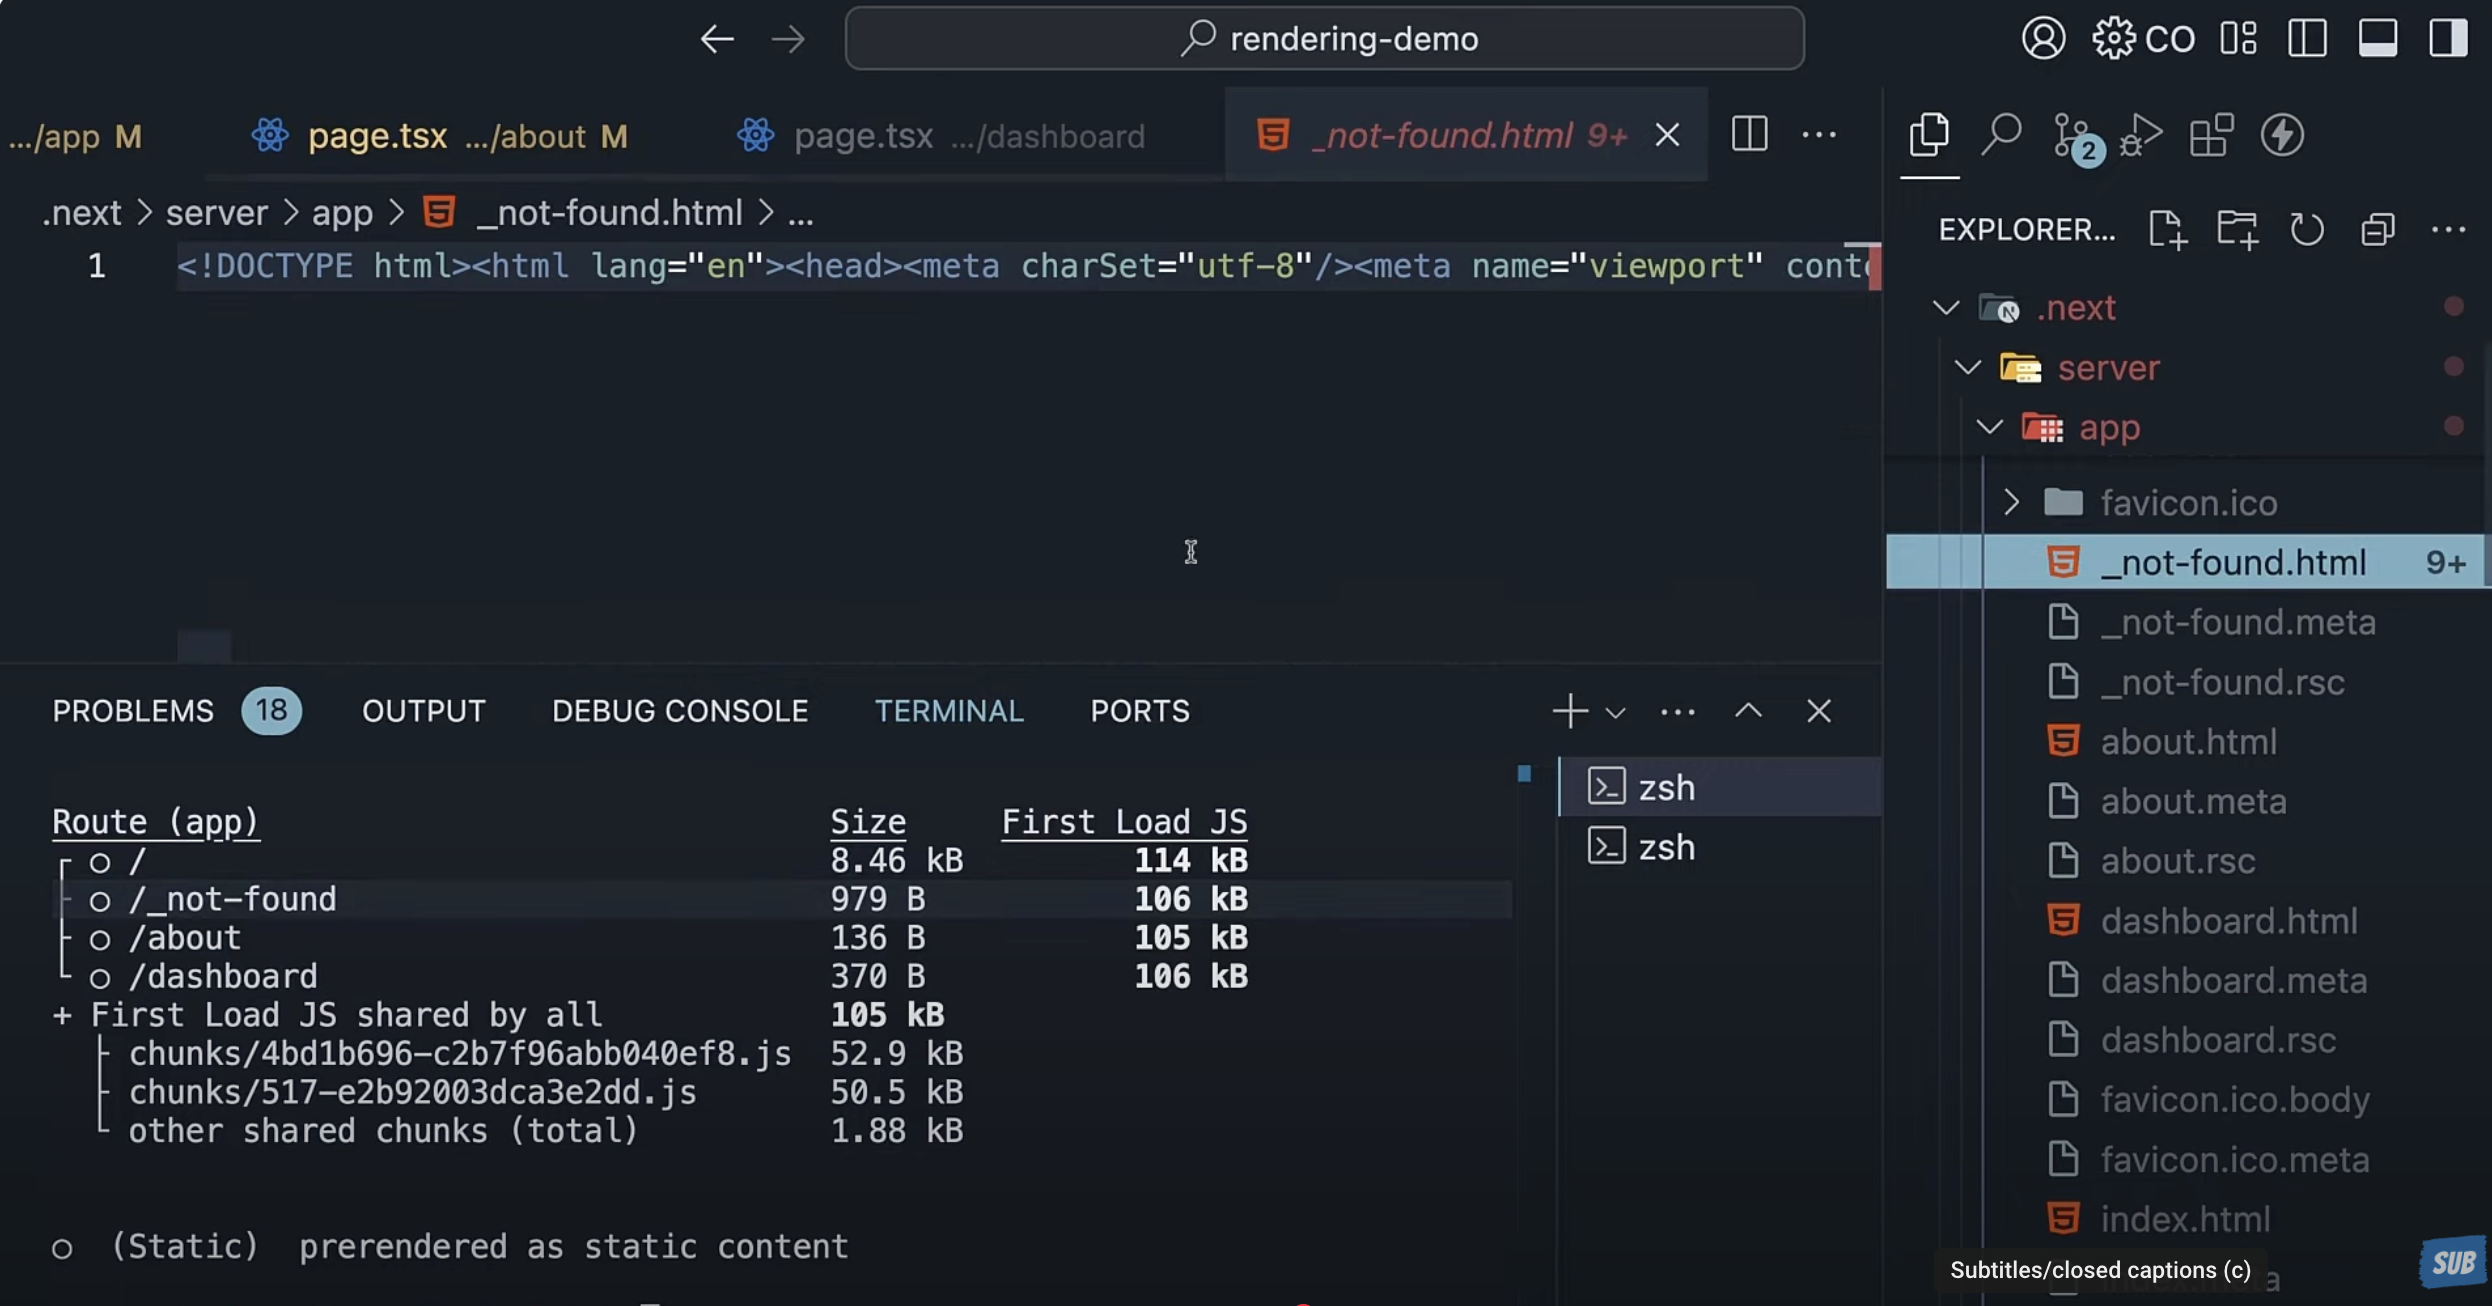 rendering-demo
CO
.../app M
page.tsx .../about M
page.tsx .../dashboard
_not-found.html 9+
2
.next > server > app > _not-found.html > ...
1 <!DOCTYPE html><html lang="en"><head><meta charSet="utf-8"/><meta name="viewport" conte
EXPLORER...
.next
server
app
favicon.ico
_not-found.html 9+
_not-found.meta
_not-found.rsc
about.html
about.meta
about.rsc
dashboard.html
dashboard.meta
dashboard.rsc
favicon.ico.body
favicon.ico.meta
index.html
PROBLEMS 18 OUTPUT DEBUG CONSOLE TERMINAL PORTS
zsh
zsh
Route (app) Size First Load JS
┌ ○ / 8.46 kB 114 kB
├ ○ /_not-found 979 B 106 kB
├ ○ /about 136 B 105 kB
└ ○ /dashboard 370 B 106 kB
+ First Load JS shared by all 105 kB
├ chunks/4bd1b696-c2b7f96abb040ef8.js 52.9 kB
├ chunks/517-e2b92003dca3e2dd.js 50.5 kB
└ other shared chunks (total) 1.88 kB
○ (Static) prerendered as static content
Subtitles/closed captions (c)
SUB